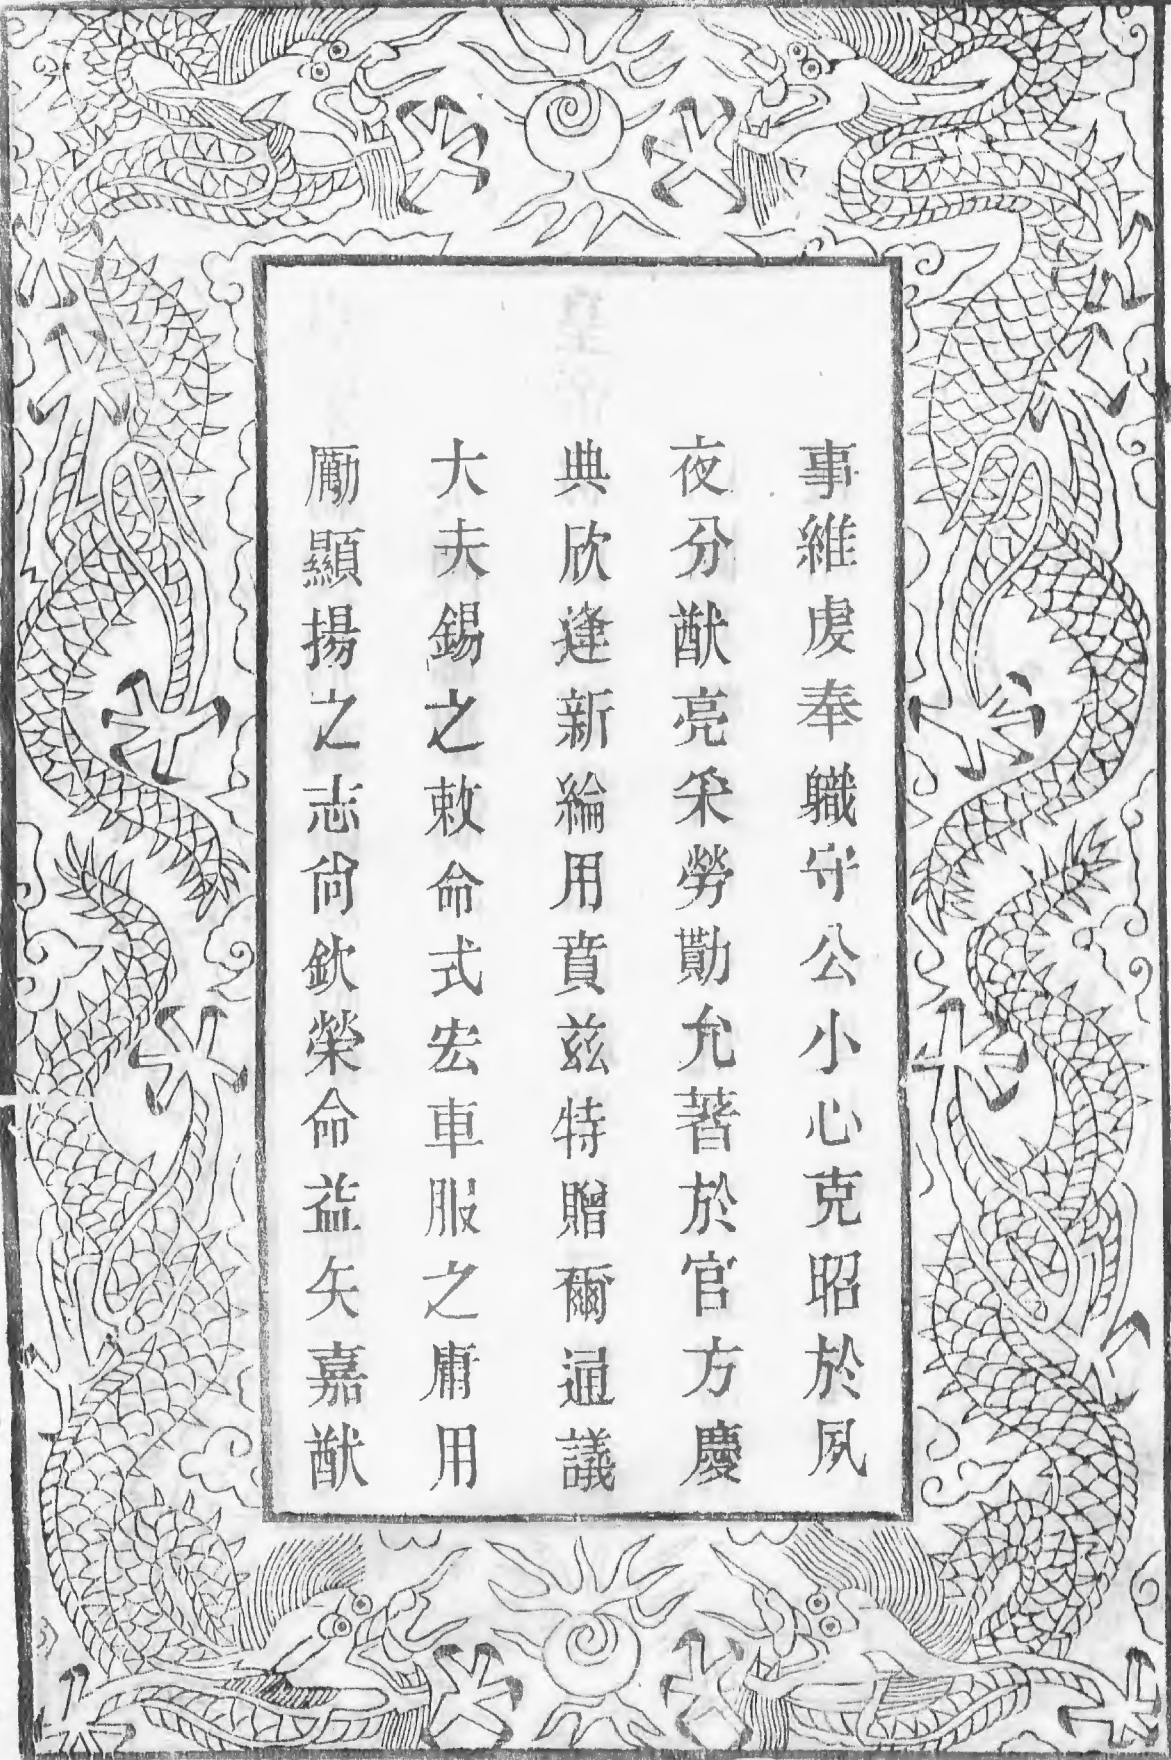 事維虔奉職守公小心克昭於夙
夜分猷亮采勞勩允著於官方慶
典欣逢新綸用賁兹特贈爾通議
大夫錫之敕命式宏車服之庸用
勵顯揚之志尙欽榮命益矢嘉猷